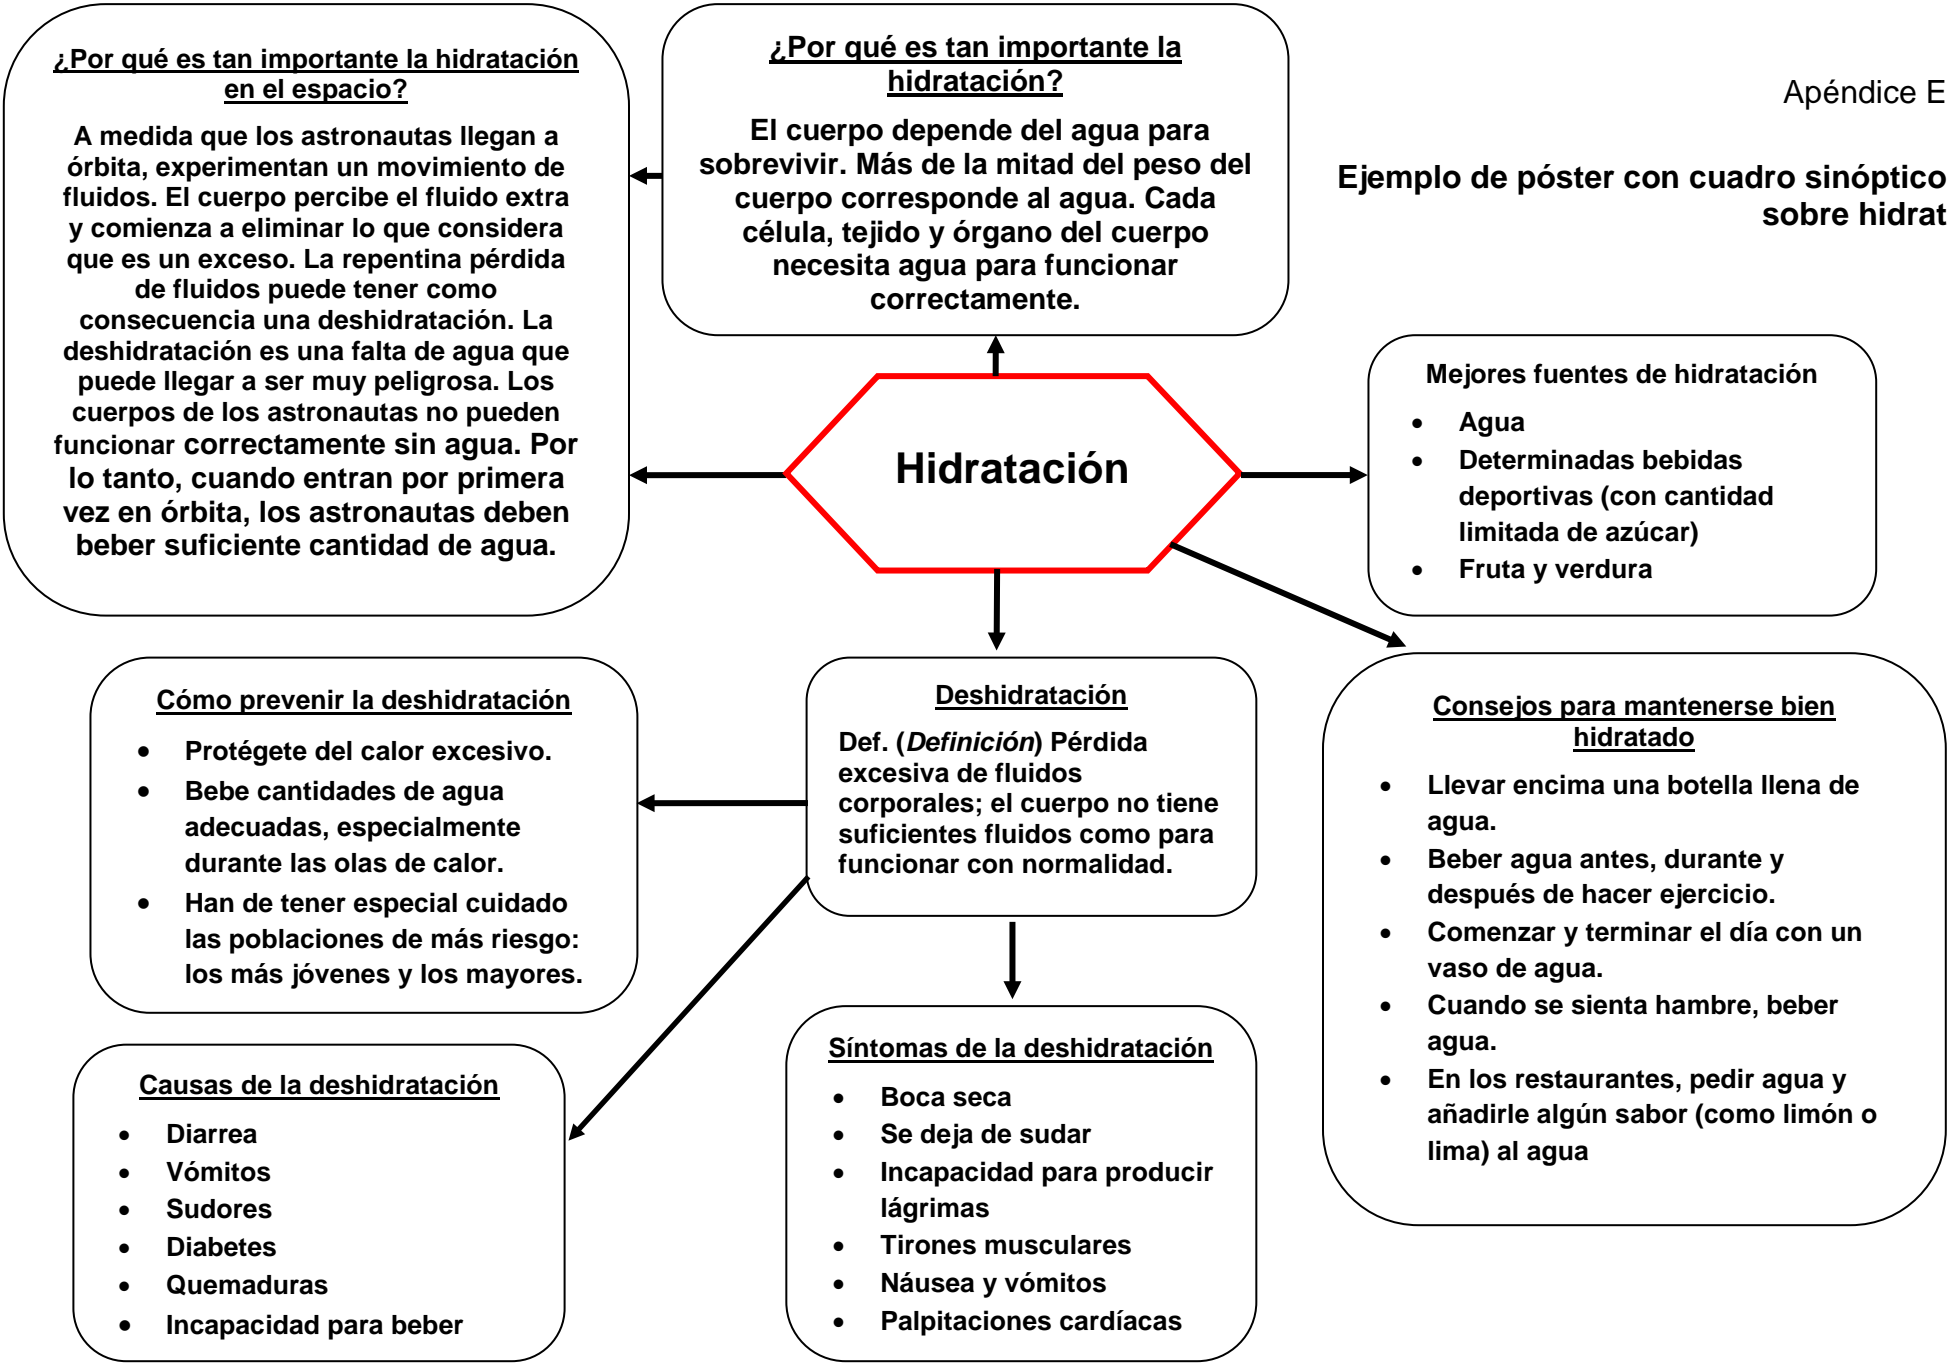 ¿Por qué es tan importante la hidratación
en el espacio?
A medida que los astronautas llegan a
órbita, experimentan un movimiento de
fluidos. El cuerpo percibe el fluido extra
y comienza a eliminar lo que considera
que es un exceso. La repentina pérdida
de fluidos puede tener como
consecuencia una deshidratación. La
deshidratación es una falta de agua que
puede llegar a ser muy peligrosa. Los
cuerpos de los astronautas no pueden
funcionar correctamente sin agua. Por
lo tanto, cuando entran por primera
vez en órbita, los astronautas deben
beber suficiente cantidad de agua.
¿Por qué es tan importante la
hidratación?
El cuerpo depende del agua para
sobrevivir. Más de la mitad del peso del
cuerpo corresponde al agua. Cada
célula, tejido y órgano del cuerpo
necesita agua para funcionar
correctamente.
Apéndice E
Ejemplo de póster con cuadro sinóptico
sobre hidrat
Hidratación
Mejores fuentes de hidratación
• Agua
• Determinadas bebidas
deportivas (con cantidad
limitada de azúcar)
• Fruta y verdura
Cómo prevenir la deshidratación
• Protégete del calor excesivo.
• Bebe cantidades de agua
adecuadas, especialmente
durante las olas de calor.
• Han de tener especial cuidado
las poblaciones de más riesgo:
los más jóvenes y los mayores.
Deshidratación
Def. (Definición) Pérdida
excesiva de fluidos
corporales; el cuerpo no tiene
suficientes fluidos como para
funcionar con normalidad.
Consejos para mantenerse bien
hidratado
• Llevar encima una botella llena de
agua.
• Beber agua antes, durante y
después de hacer ejercicio.
• Comenzar y terminar el día con un
vaso de agua.
• Cuando se sienta hambre, beber
agua.
• En los restaurantes, pedir agua y
añadirle algún sabor (como limón o
lima) al agua
Causas de la deshidratación
• Diarrea
• Vómitos
• Sudores
• Diabetes
• Quemaduras
• Incapacidad para beber
Síntomas de la deshidratación
• Boca seca
• Se deja de sudar
• Incapacidad para producir
lágrimas
• Tirones musculares
• Náusea y vómitos
• Palpitaciones cardíacas